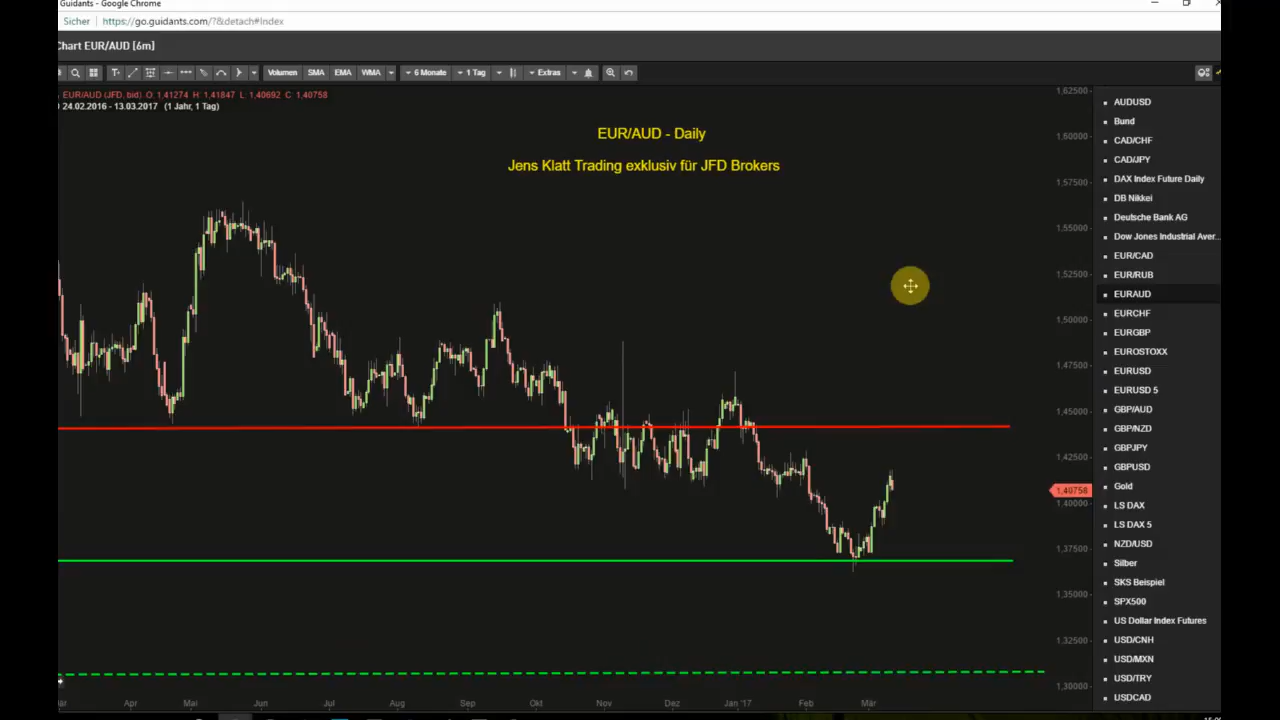 Guidants - Google Chrome
Sicher https://go.guidants.com/?&detach#Index
Chart EUR/AUD [6m]
Volumen SMA EMA WMA 6 Monate 1 Tag Extras
EUR/AUD (JFD, bid) O: 1,41274 H: 1,41847 L: 1,40692 C: 1,40758
24.02.2016 - 13.03.2017 (1 Jahr, 1 Tag)
EUR/AUD - Daily
Jens Klatt Trading exklusiv für JFD Brokers
1,62500
1,60000
1,57500
1,55000
1,52500
1,50000
1,47500
1,45000
1,42500
1,40758
1,40000
1,37500
1,35000
1,32500
1,30000
Apr Mai Jun Jul Aug Sep Okt Nov Dez Jan '17 Feb Mär
AUDUSD
Bund
CAD/CHF
CAD/JPY
DAX Index Future Daily
DB Nikkei
Deutsche Bank AG
Dow Jones Industrial Aver...
EUR/CAD
EUR/RUB
EURAUD
EURCHF
EURGBP
EUROSTOXX
EURUSD
EURUSD 5
GBP/AUD
GBP/NZD
GBPJPY
GBPUSD
Gold
LS DAX
LS DAX 5
NZD/USD
Silber
SKS Beispiel
SPX500
US Dollar Index Futures
USD/CNH
USD/MXN
USD/TRY
USDCAD